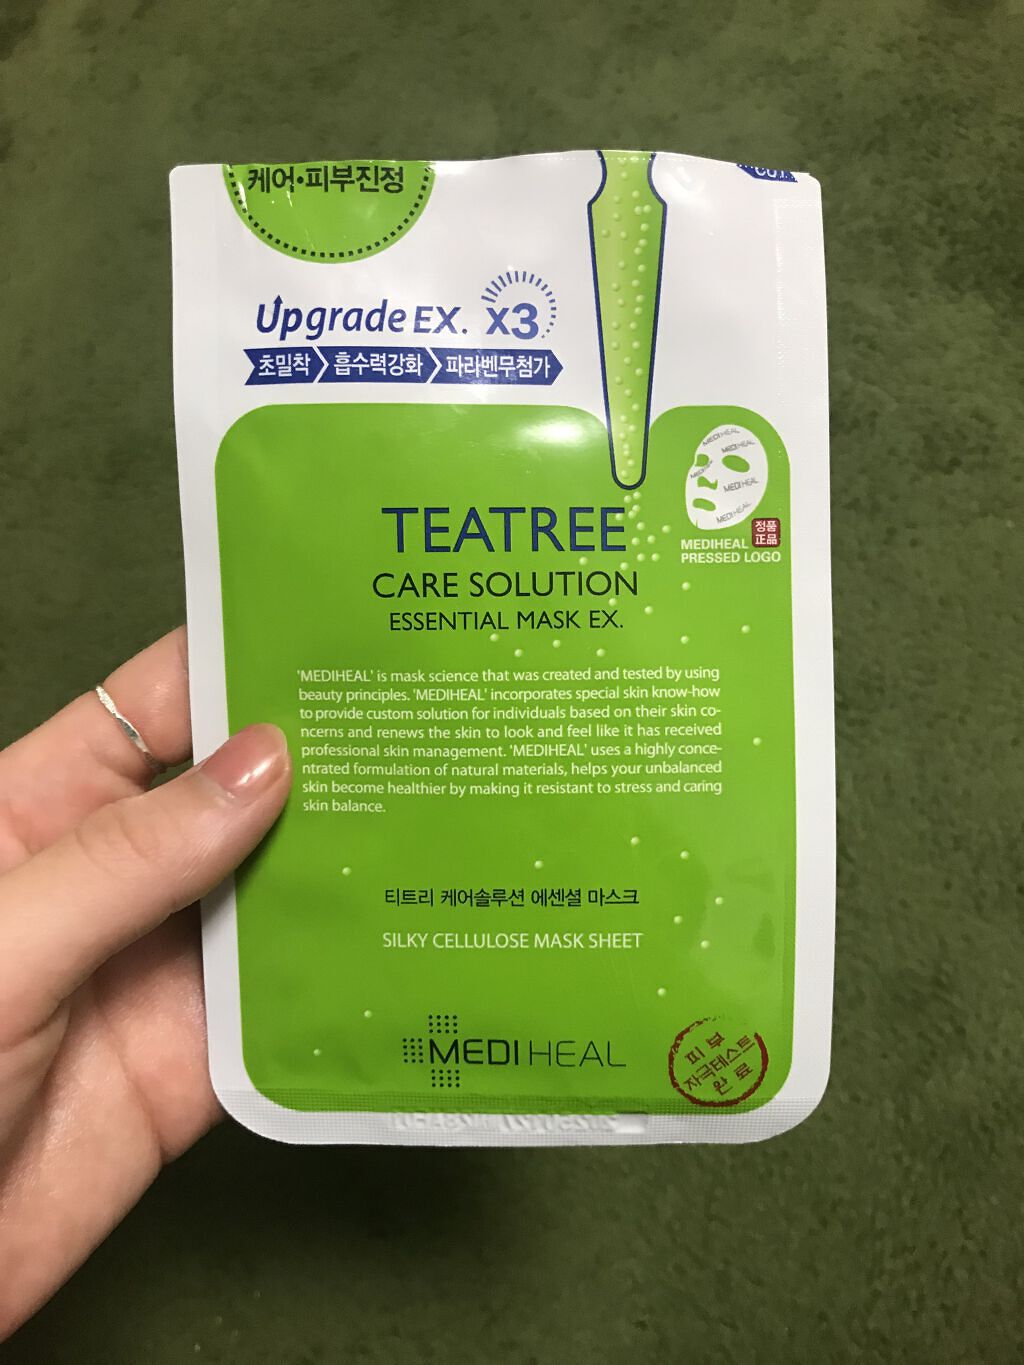 케어•피부진정
CUT
Upgrade EX. x3
초밀착 흡수력강화 파라벤무첨가
MEDIHEAL
MEDIHEAL
MEDIHEAL
MEDIHEAL
정품
正品
MEDIHEAL
PRESSED LOGO
TEATREE
CARE SOLUTION
ESSENTIAL MASK EX.
'MEDIHEAL' is mask science that was created and tested by using
beauty principles. 'MEDIHEAL' incorporates special skin know-how
to provide custom solution for individuals based on their skin co-
ncerns and renews the skin to look and feel like it has received
professional skin management. 'MEDIHEAL' uses a highly conce-
ntrated formulation of natural materials, helps your unbalanced
skin become healthier by making it resistant to stress and caring
skin balance.
티트리 케어솔루션 에센셜 마스크
SILKY CELLULOSE MASK SHEET
MEDIHEAL
피부
자극테스트
완료